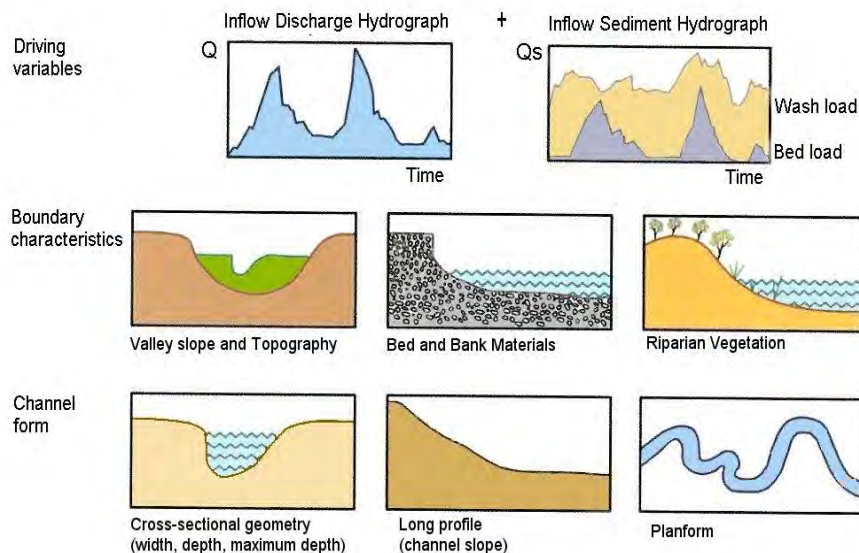 Inflow Discharge Hydrograph + Inflow Sediment Hydrograph
Driving
variables
Q
Qs
Wash load
Bed load
Time
Time
Boundary
characteristics
Valley slope and Topography
Bed and Bank Materials
Riparian Vegetation
Channel
form
Cross-sectional geometry
(width, depth, maximum depth)
Long profile
(channel slope)
Planform